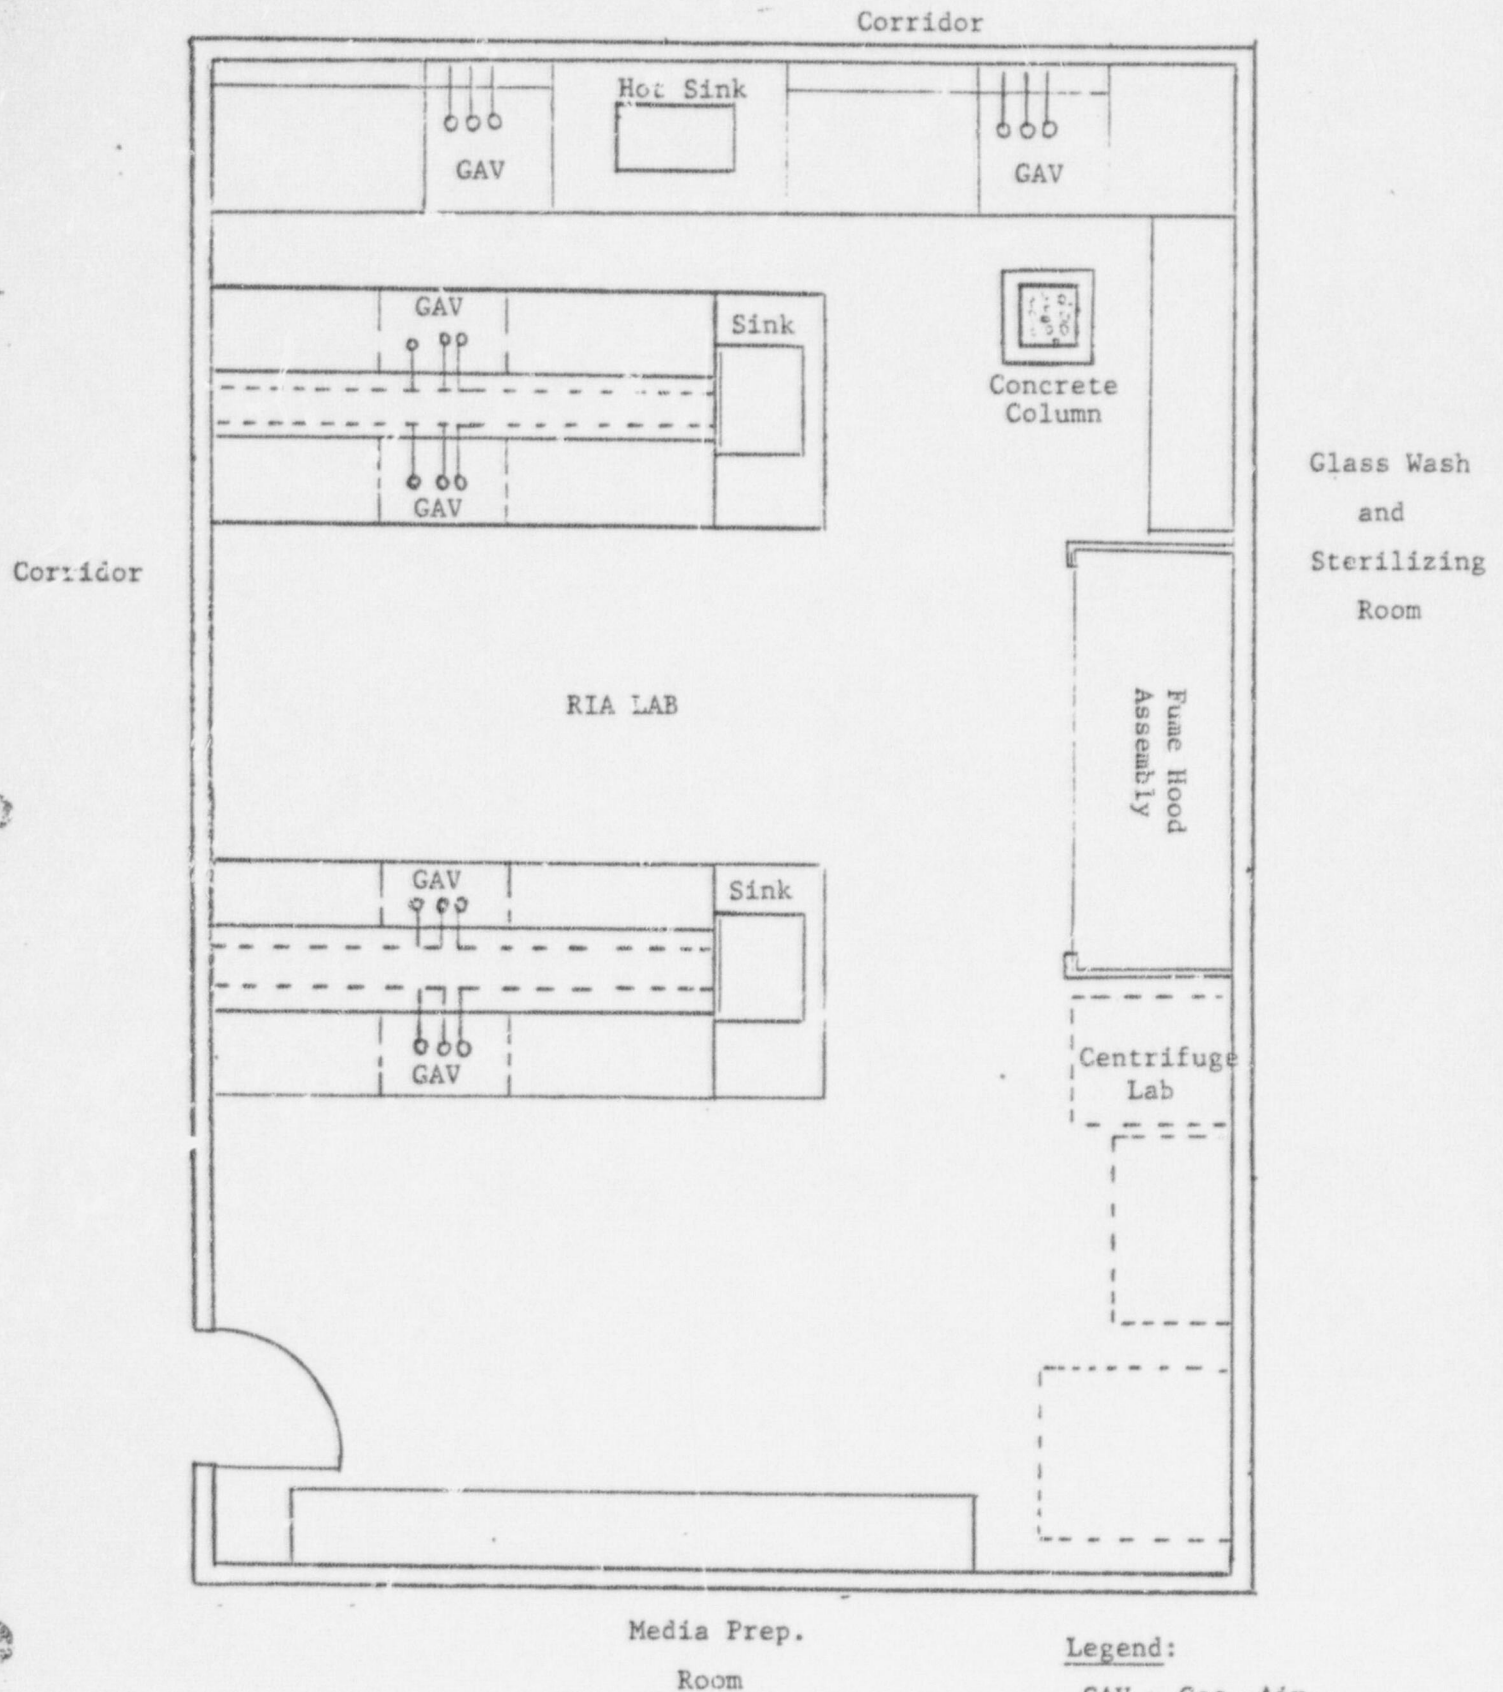 Corridor
Hot Sink
GAV
GAV
GAV
Sink
Concrete
Column
GAV
Glass Wash
and
Sterilizing
Room
Corridor
RIA LAB
Fume Hood
Assembly
GAV
Sink
Centrifuge
Lab
GAV
Media Prep.
Room
Legend: